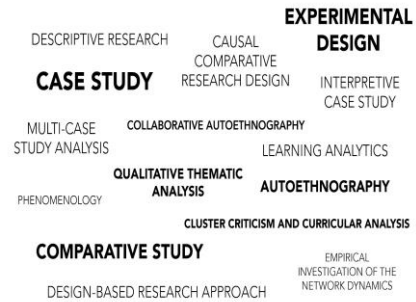 EXPERIMENTAL
DESIGN
DESCRIPTIVE RESEARCH
CAUSAL
COMPARATIVE
RESEARCH DESIGN
CASE STUDY
INTERPRETIVE
CASE STUDY
MULTI-CASE
STUDY ANALYSIS
COLLABORATIVE AUTOETHNOGRAPHY
LEARNING ANALYTICS
QUALITATIVE THEMATIC
ANALYSIS
AUTOETHNOGRAPHY
PHENOMENOLOGY
CLUSTER CRITICISM AND CURRICULAR ANALYSIS
COMPARATIVE STUDY
EMPIRICAL
INVESTIGATION OF THE
NETWORK DYNAMICS
DESIGN-BASED RESEARCH APPROACH